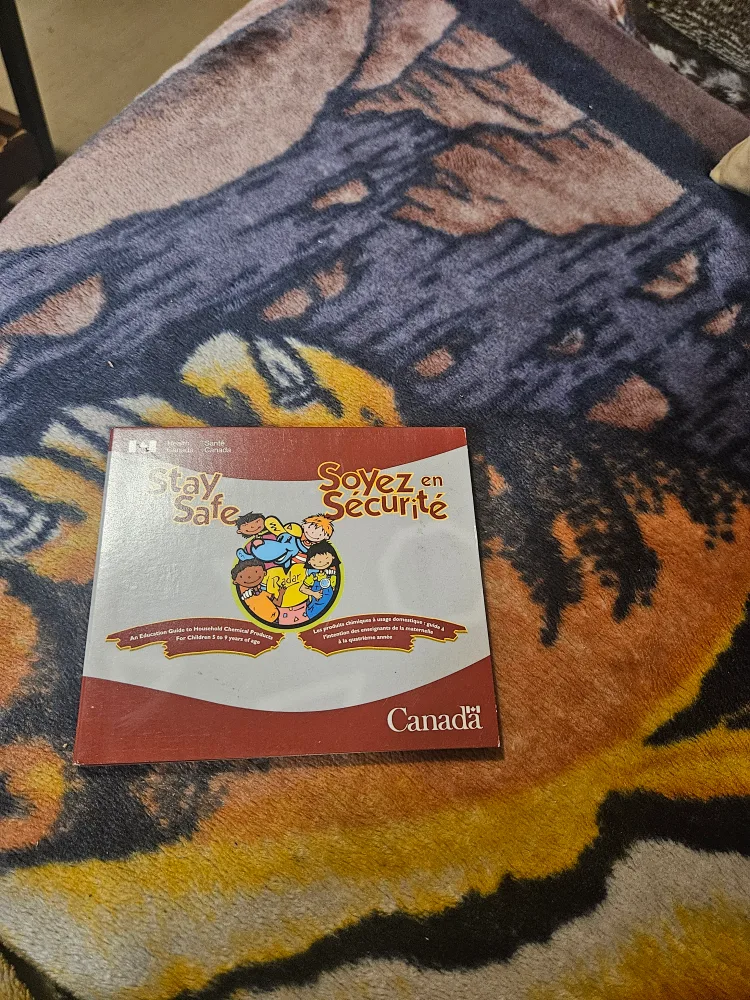 Health Canada
Santé Canada
Stay Safe
Soyez en Sécurité
Radar
An Education Guide to Household Chemical Products
For Children 5 to 9 years of age
Les produits chimiques à usage domestique : guide à
l'intention des enseignants de la maternelle
à la quatrième année
Canada